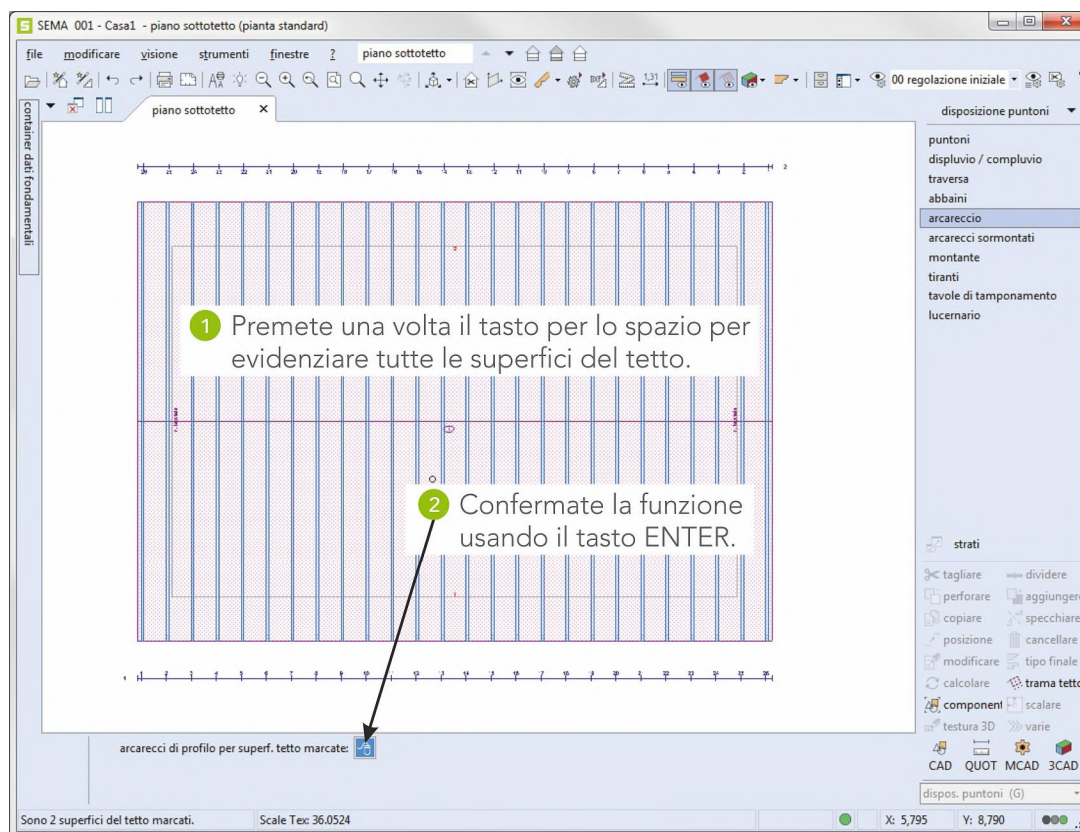 SEMA 001 - Casa1 - piano sottotetto (pianta standard)
file modificare visione strumenti finestre ? piano sottotetto
00 regolazione iniziale
container dati fondamentali
piano sottotetto
disposizione puntoni
puntoni
displuvio / compluvio
traversa
abbaini
arcareccio
arcarecci sormontati
montante
tiranti
tavole di tamponamento
lucernario
1 Premete una volta il tasto per lo spazio per
evidenziare tutte le superfici del tetto.
2 Confermate la funzione
usando il tasto ENTER.
strati
tagliare dividere
perforare aggiungere
copiare specchiare
posizione cancellare
modificare tipo finale
calcolare trama tetto
component scalare
testura 3D varie
CAD QUOT MCAD 3CAD
dispos. puntoni (G)
arcarecci di profilo per superf. tetto marcate:
Sono 2 superfici del tetto marcati. Scale Tex: 36.0524 X: 5,795 Y: 8,790